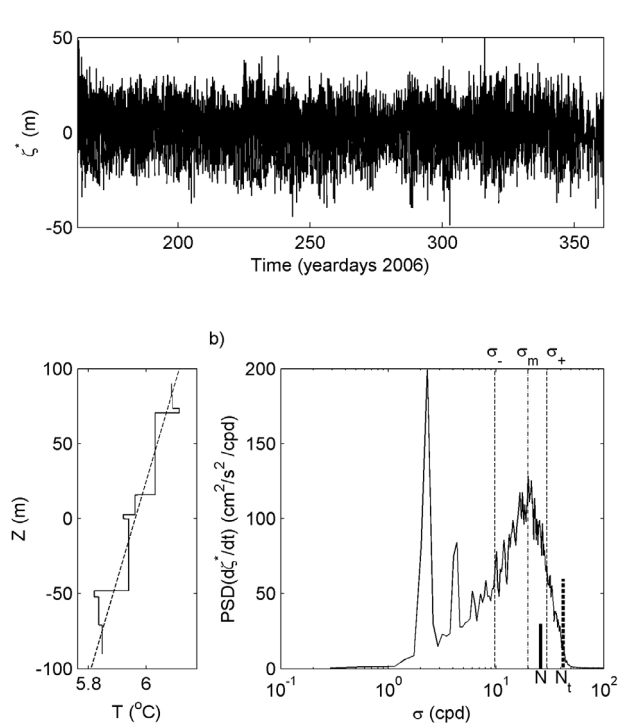 50
0
-50
ζ* (m)
200 250 300 350
Time (yeardays 2006)
b)
σ- σm σ+
100
50
0
-50
-100
Z (m)
5.8 6
T (°C)
200
150
100
50
0
PSD(dζ*/dt) (cm²/s² /cpd)
N Nt
10⁻¹ 10⁰ 10¹ 10²
σ (cpd)